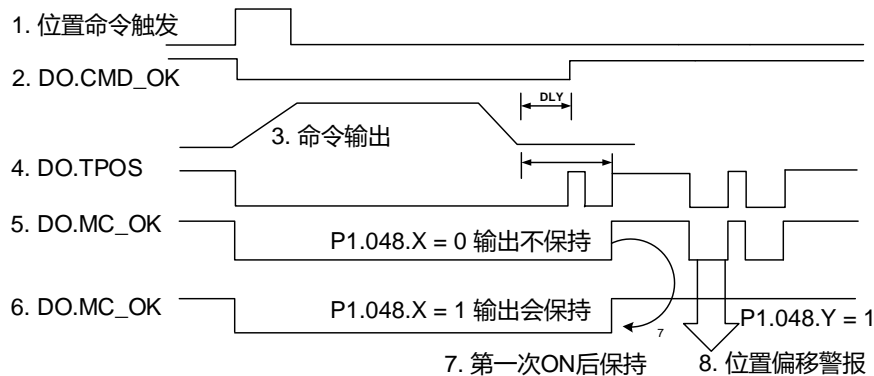 1. 位置命令触发
2. DO.CMD_OK
DLY
3. 命令输出
4. DO.TPOS
5. DO.MC_OK
P1.048.X = 0 输出不保持
6. DO.MC_OK
P1.048.X = 1 输出会保持
7
P1.048.Y = 1
7. 第一次ON后保持
8. 位置偏移警报